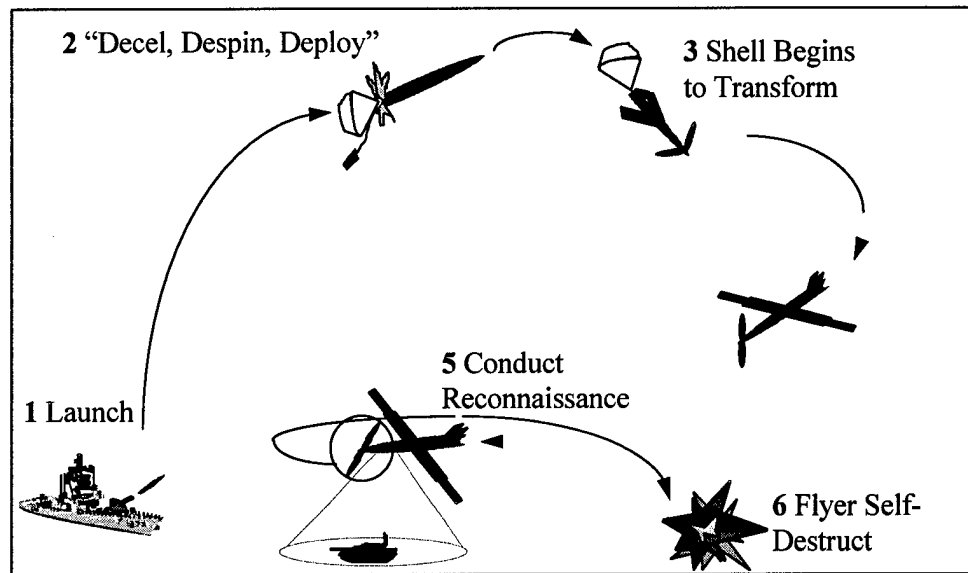 2 “Decel, Despin, Deploy”
3 Shell Begins
to Transform
5 Conduct
Reconnaissance
1 Launch
6 Flyer Self-
Destruct